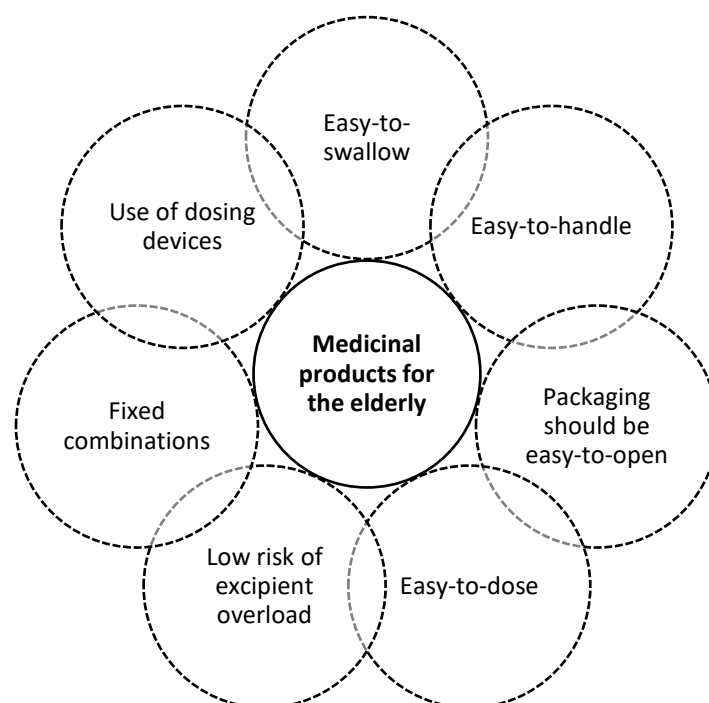 Easy-to-
swallow
Use of dosing
devices
Easy-to-handle
Medicinal
products for
the elderly
Fixed
combinations
Packaging
should be
easy-to-open
Low risk of
excipient
overload
Easy-to-dose